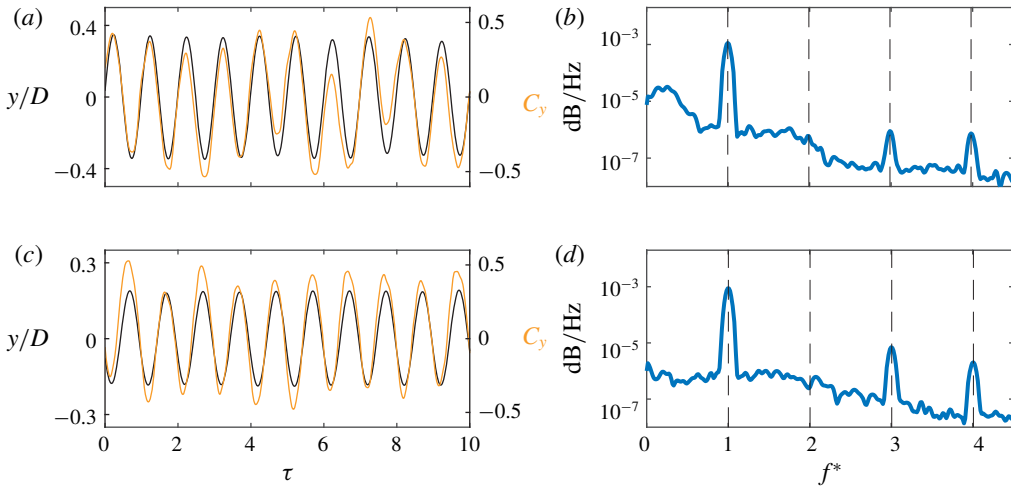 (a)
0.4
0
−0.4
y/D
0.5
0
−0.5
C_y
(b)
10^{−3}
10^{−5}
10^{−7}
dB/Hz
(c)
0.3
0
−0.3
y/D
0.5
0
−0.5
C_y
0 2 4 6 8 10
τ
(d)
10^{−3}
10^{−5}
10^{−7}
dB/Hz
0 1 2 3 4
f*